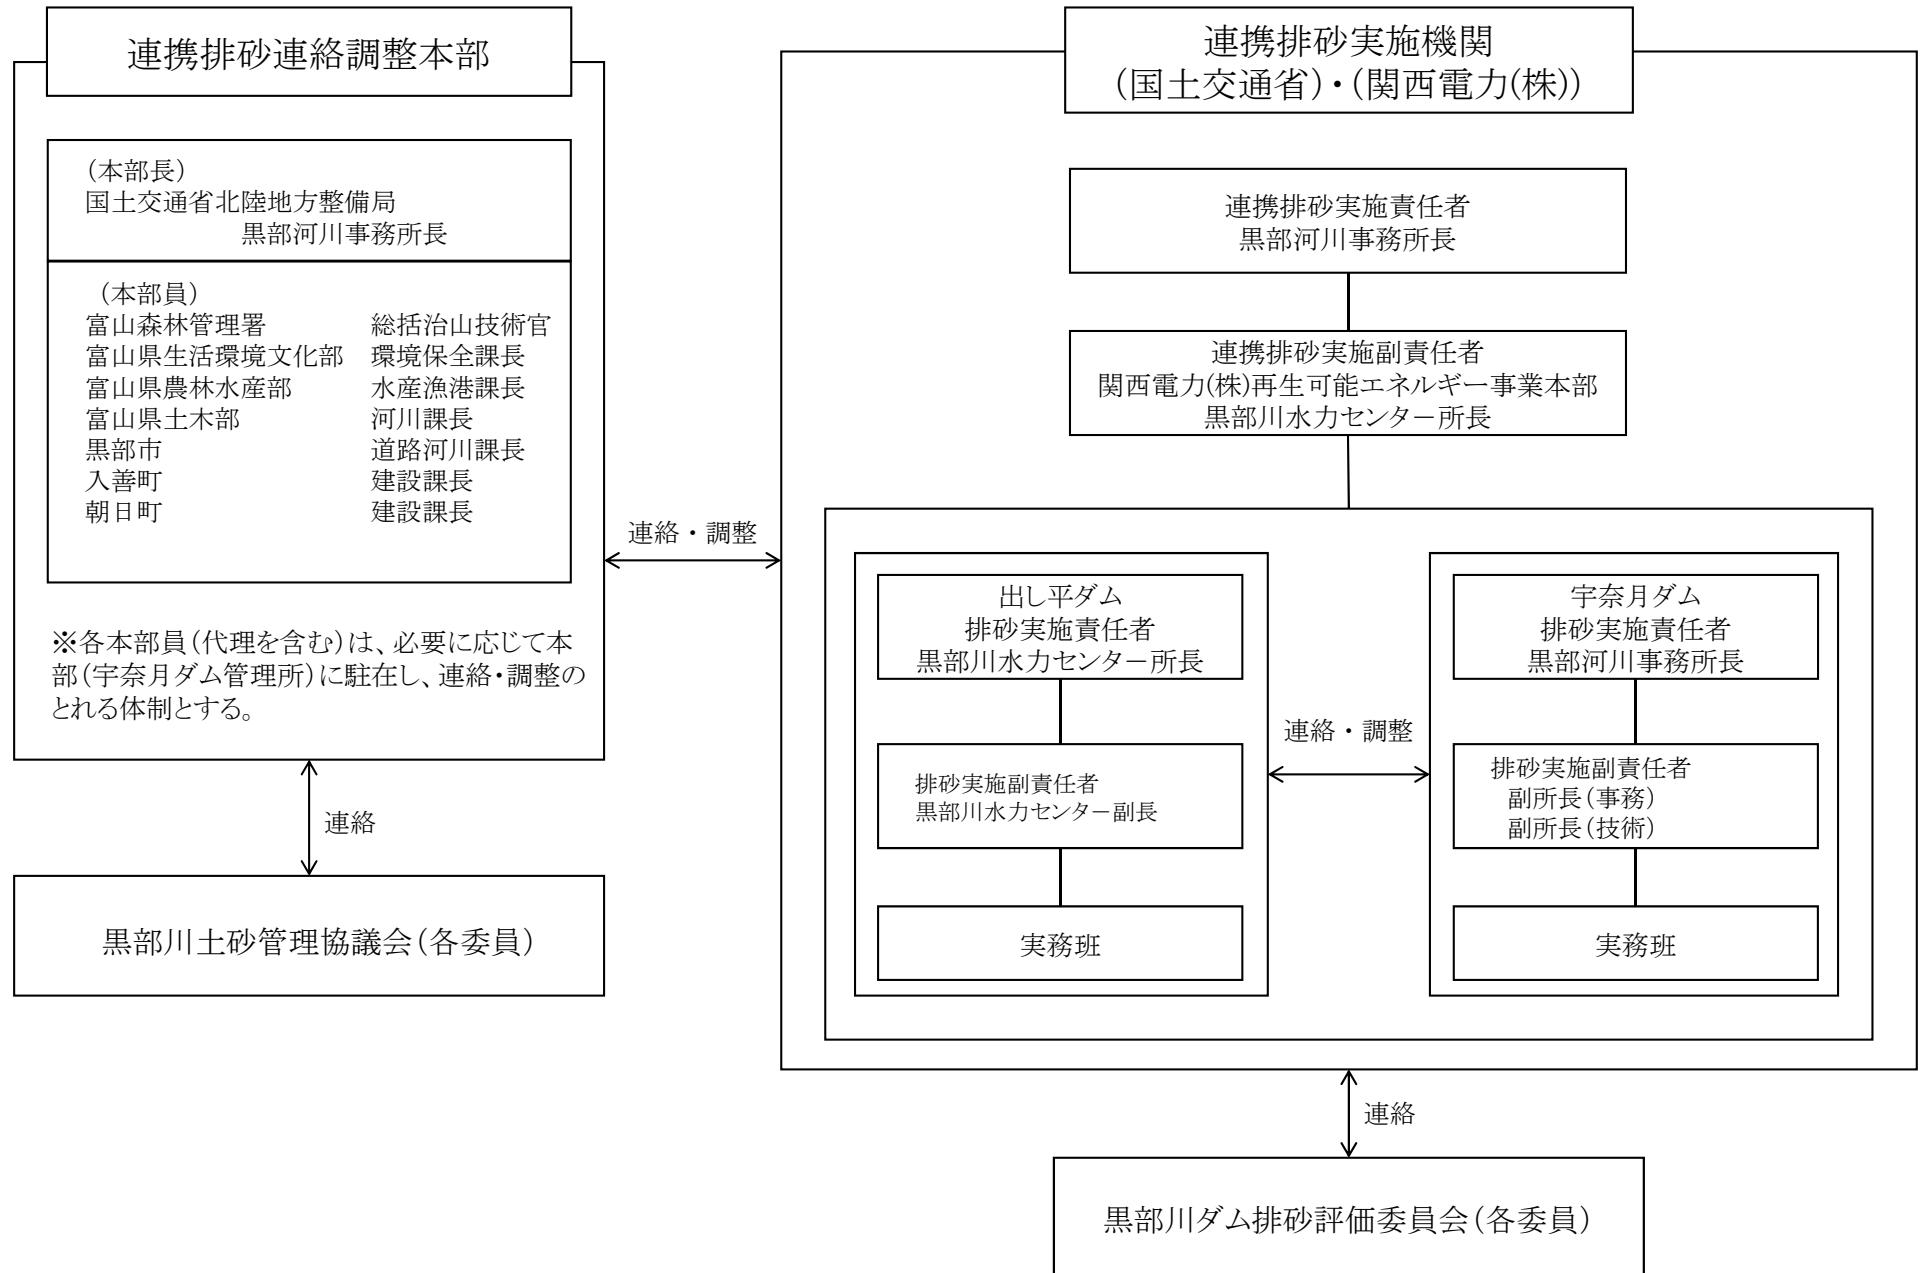 連携排砂連絡調整本部
(本部長)
国土交通省北陸地方整備局
黒部河川事務所長
(本部員)
富山森林管理署 総括治山技術官
富山県生活環境文化部 環境保全課長
富山県農林水産部 水産漁港課長
富山県土木部 河川課長
黒部市 道路河川課長
入善町 建設課長
朝日町 建設課長
※各本部員(代理を含む)は、必要に応じて本
部(宇奈月ダム管理所)に駐在し、連絡・調整の
とれる体制とする。
連絡
黒部川土砂管理協議会(各委員)
連絡・調整
連携排砂実施機関
(国土交通省)・(関西電力(株))
連携排砂実施責任者
黒部河川事務所長
連携排砂実施副責任者
関西電力(株)再生可能エネルギー事業本部
黒部川水力センター所長
出し平ダム
排砂実施責任者
黒部川水力センター所長
排砂実施副責任者
黒部川水力センター副長
実務班
連絡・調整
宇奈月ダム
排砂実施責任者
黒部河川事務所長
排砂実施副責任者
副所長(事務)
副所長(技術)
実務班
連絡
黒部川ダム排砂評価委員会(各委員)